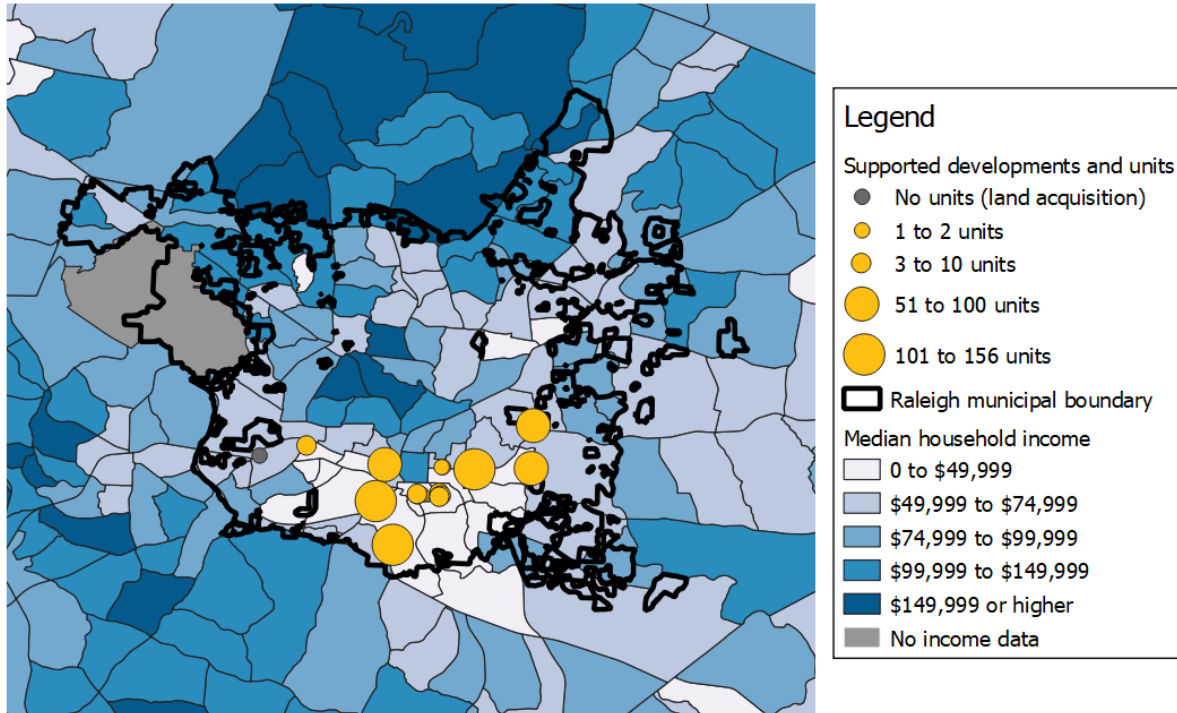 Legend
Supported developments and units
No units (land acquisition)
1 to 2 units
3 to 10 units
51 to 100 units
101 to 156 units
Raleigh municipal boundary
Median household income
0 to $49,999
$49,999 to $74,999
$74,999 to $99,999
$99,999 to $149,999
$149,999 or higher
No income data